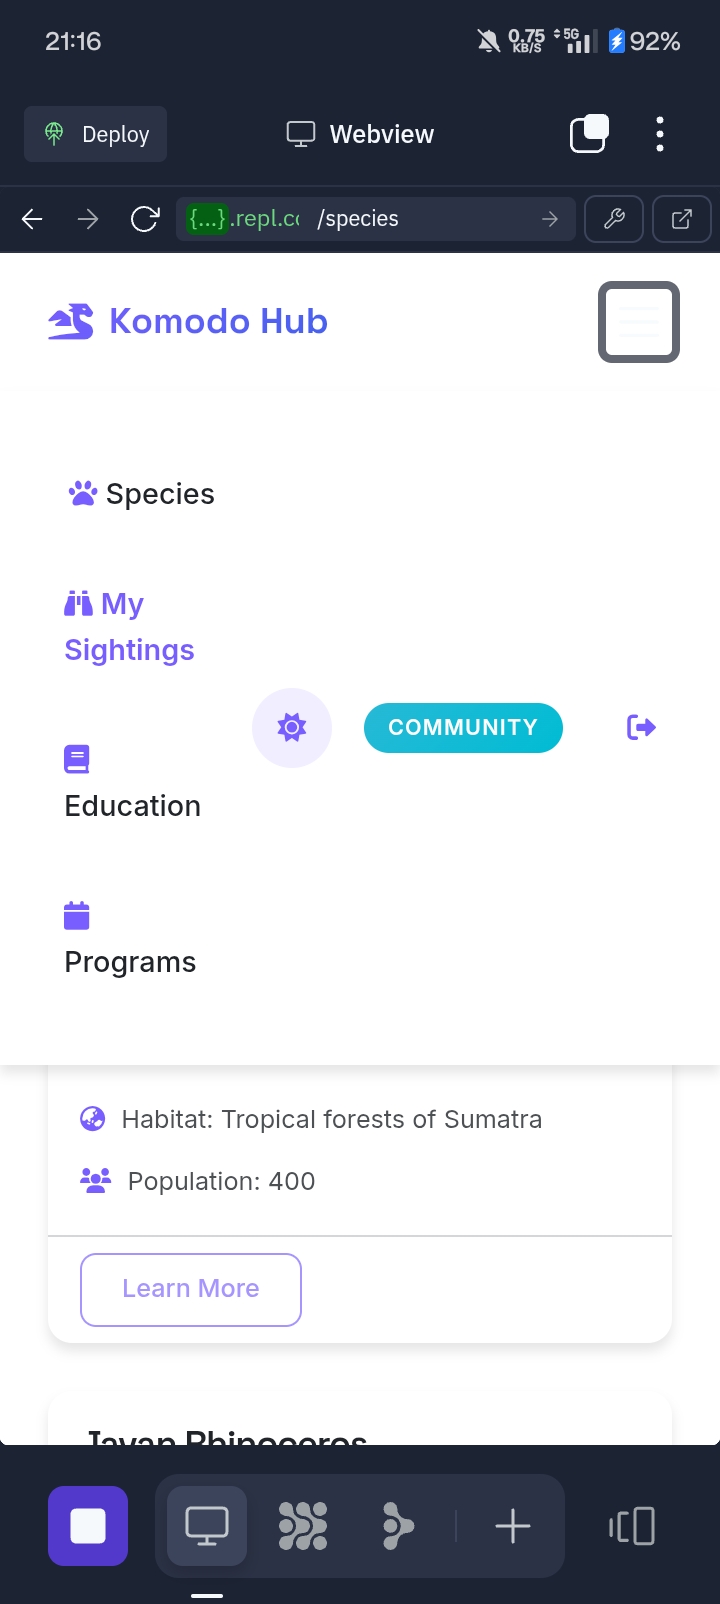 21:16
0.75
KB/S
5G
92%
Deploy
Webview
{...}.repl.co
/species
Komodo Hub
Species
My
Sightings
COMMUNITY
Education
Programs
Habitat: Tropical forests of Sumatra
Population: 400
Learn More
Javan Rhinoceros